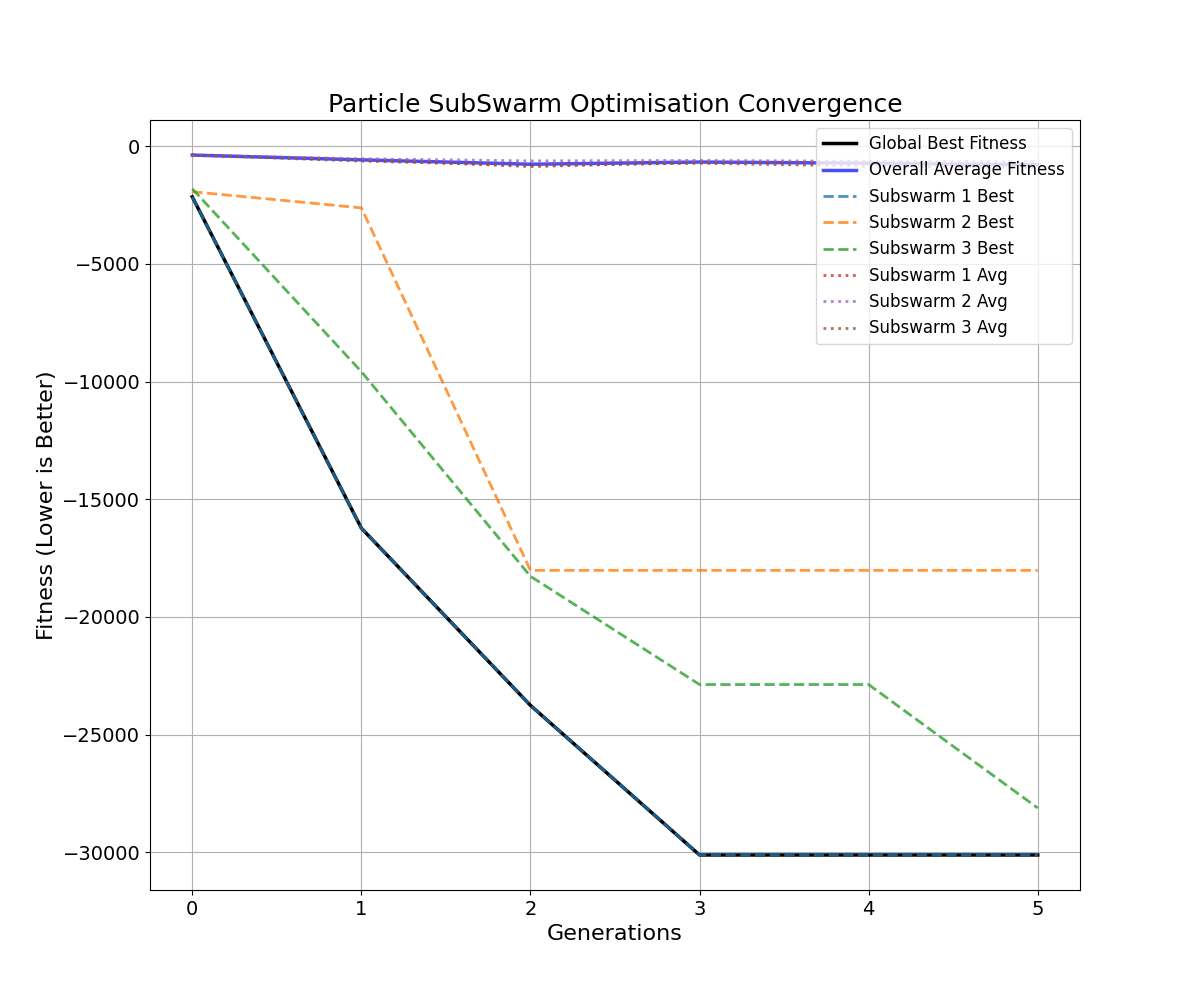 Particle SubSwarm Optimisation Convergence
Fitness (Lower is Better)
0
−5000
−10000
−15000
−20000
−25000
−30000
Global Best Fitness
Overall Average Fitness
Subswarm 1 Best
Subswarm 2 Best
Subswarm 3 Best
Subswarm 1 Avg
Subswarm 2 Avg
Subswarm 3 Avg
0 1 2 3 4 5
Generations